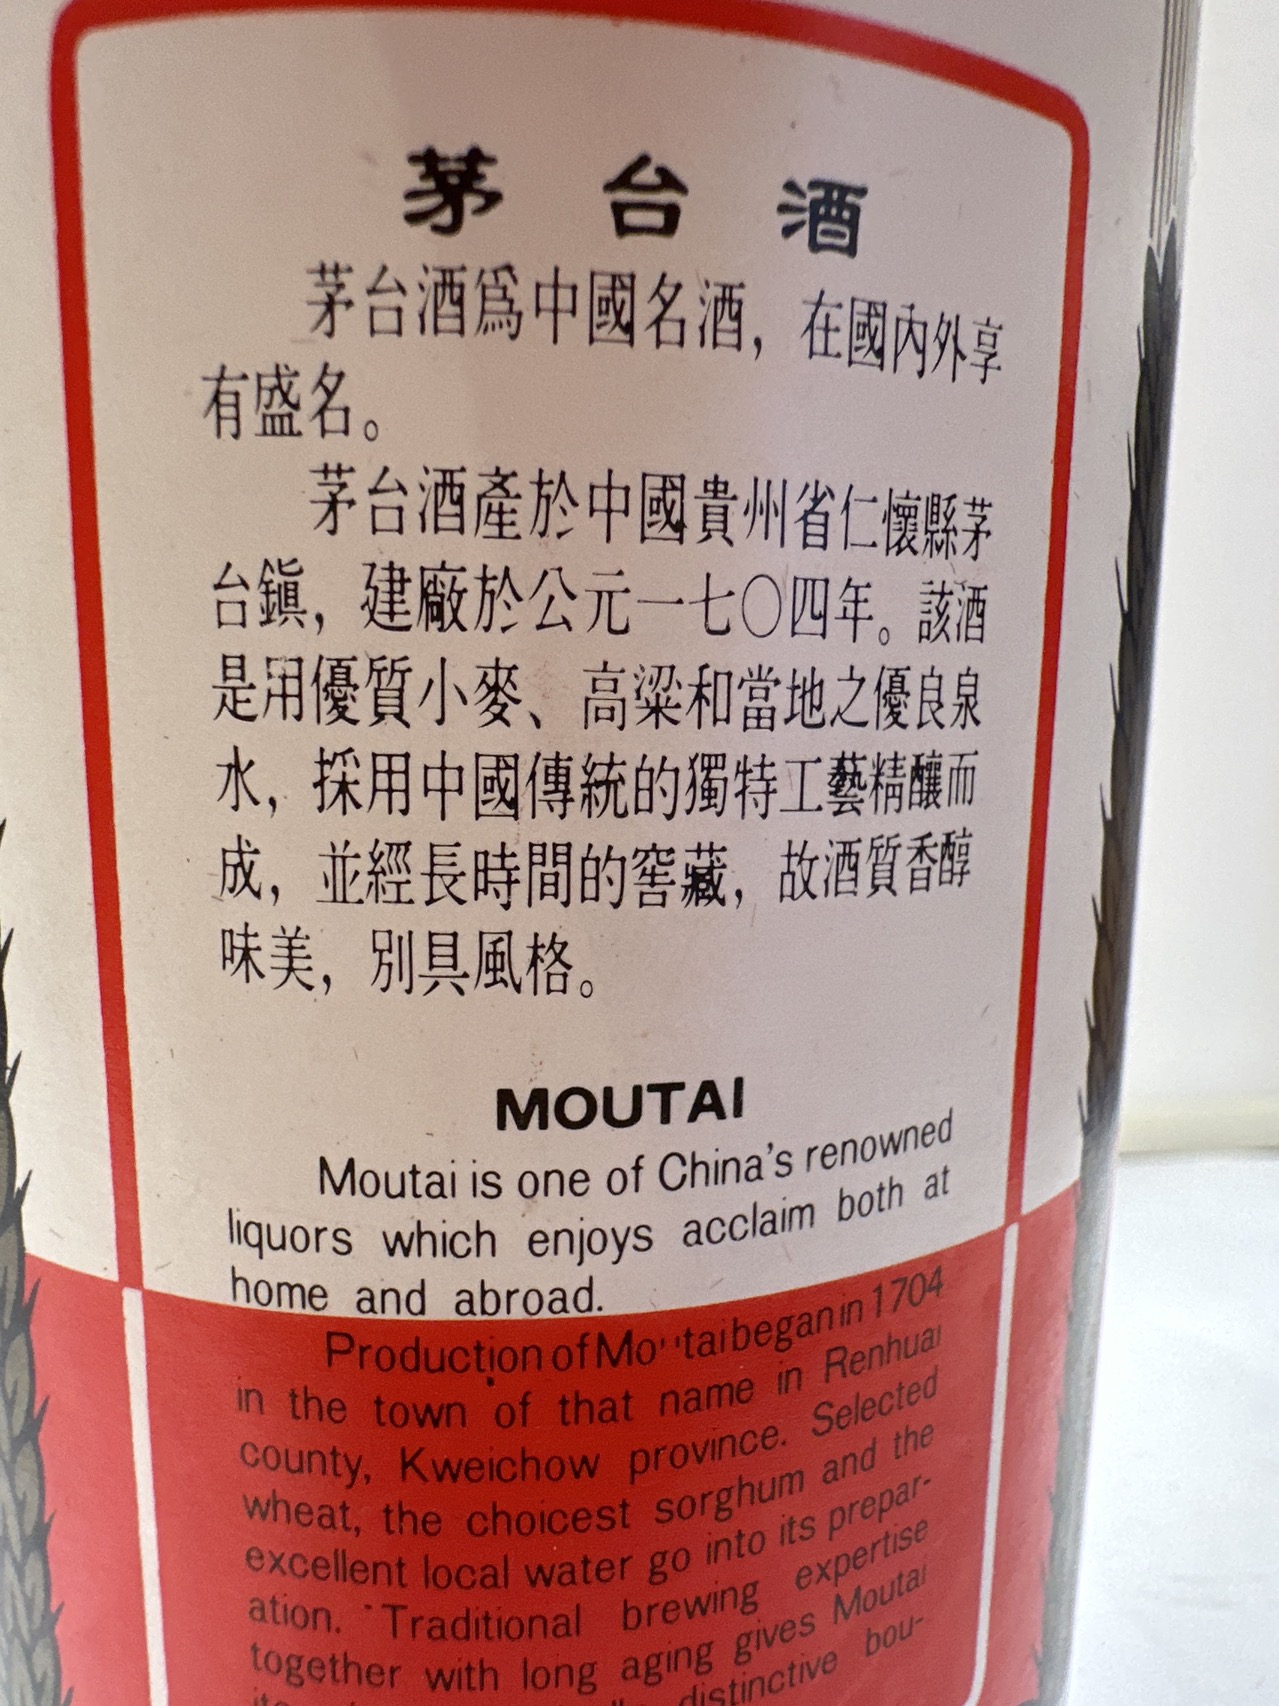 茅台酒
茅台酒爲中國名酒，在國內外享
有盛名。
茅台酒產於中國貴州省仁懷縣茅
台鎮，建廠於公元一七〇四年。該酒
是用優質小麥、高粱和當地之優良泉
水，採用中國傳統的獨特工藝精釀而
成，並經長時間的窖藏，故酒質香醇
味美，別具風格。
MOUTAI
Moutai is one of China's renowned
liquors which enjoys acclaim both at
home and abroad.
Production of Moutai began in 1704
in the town of that name in Renhuai
county, Kweichow province. Selected
wheat, the choicest sorghum and the
excellent local water go into its prepar-
ation. Traditional brewing expertise
together with long aging gives Moutai
distinctive bou-